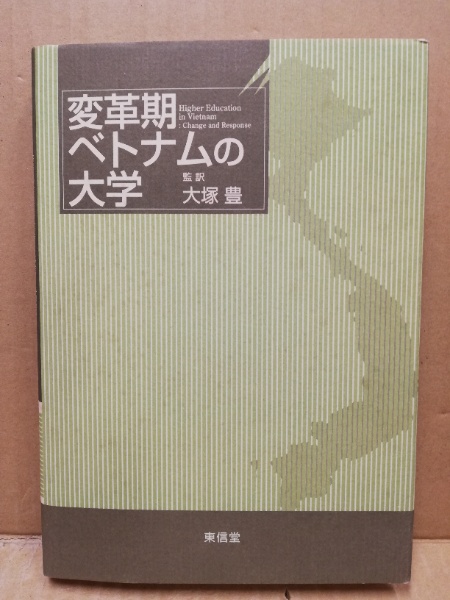 変革期
Higher Education
in Vietnam
: Change and Response
ベトナムの
大学
監訳
大塚 豊
東信堂